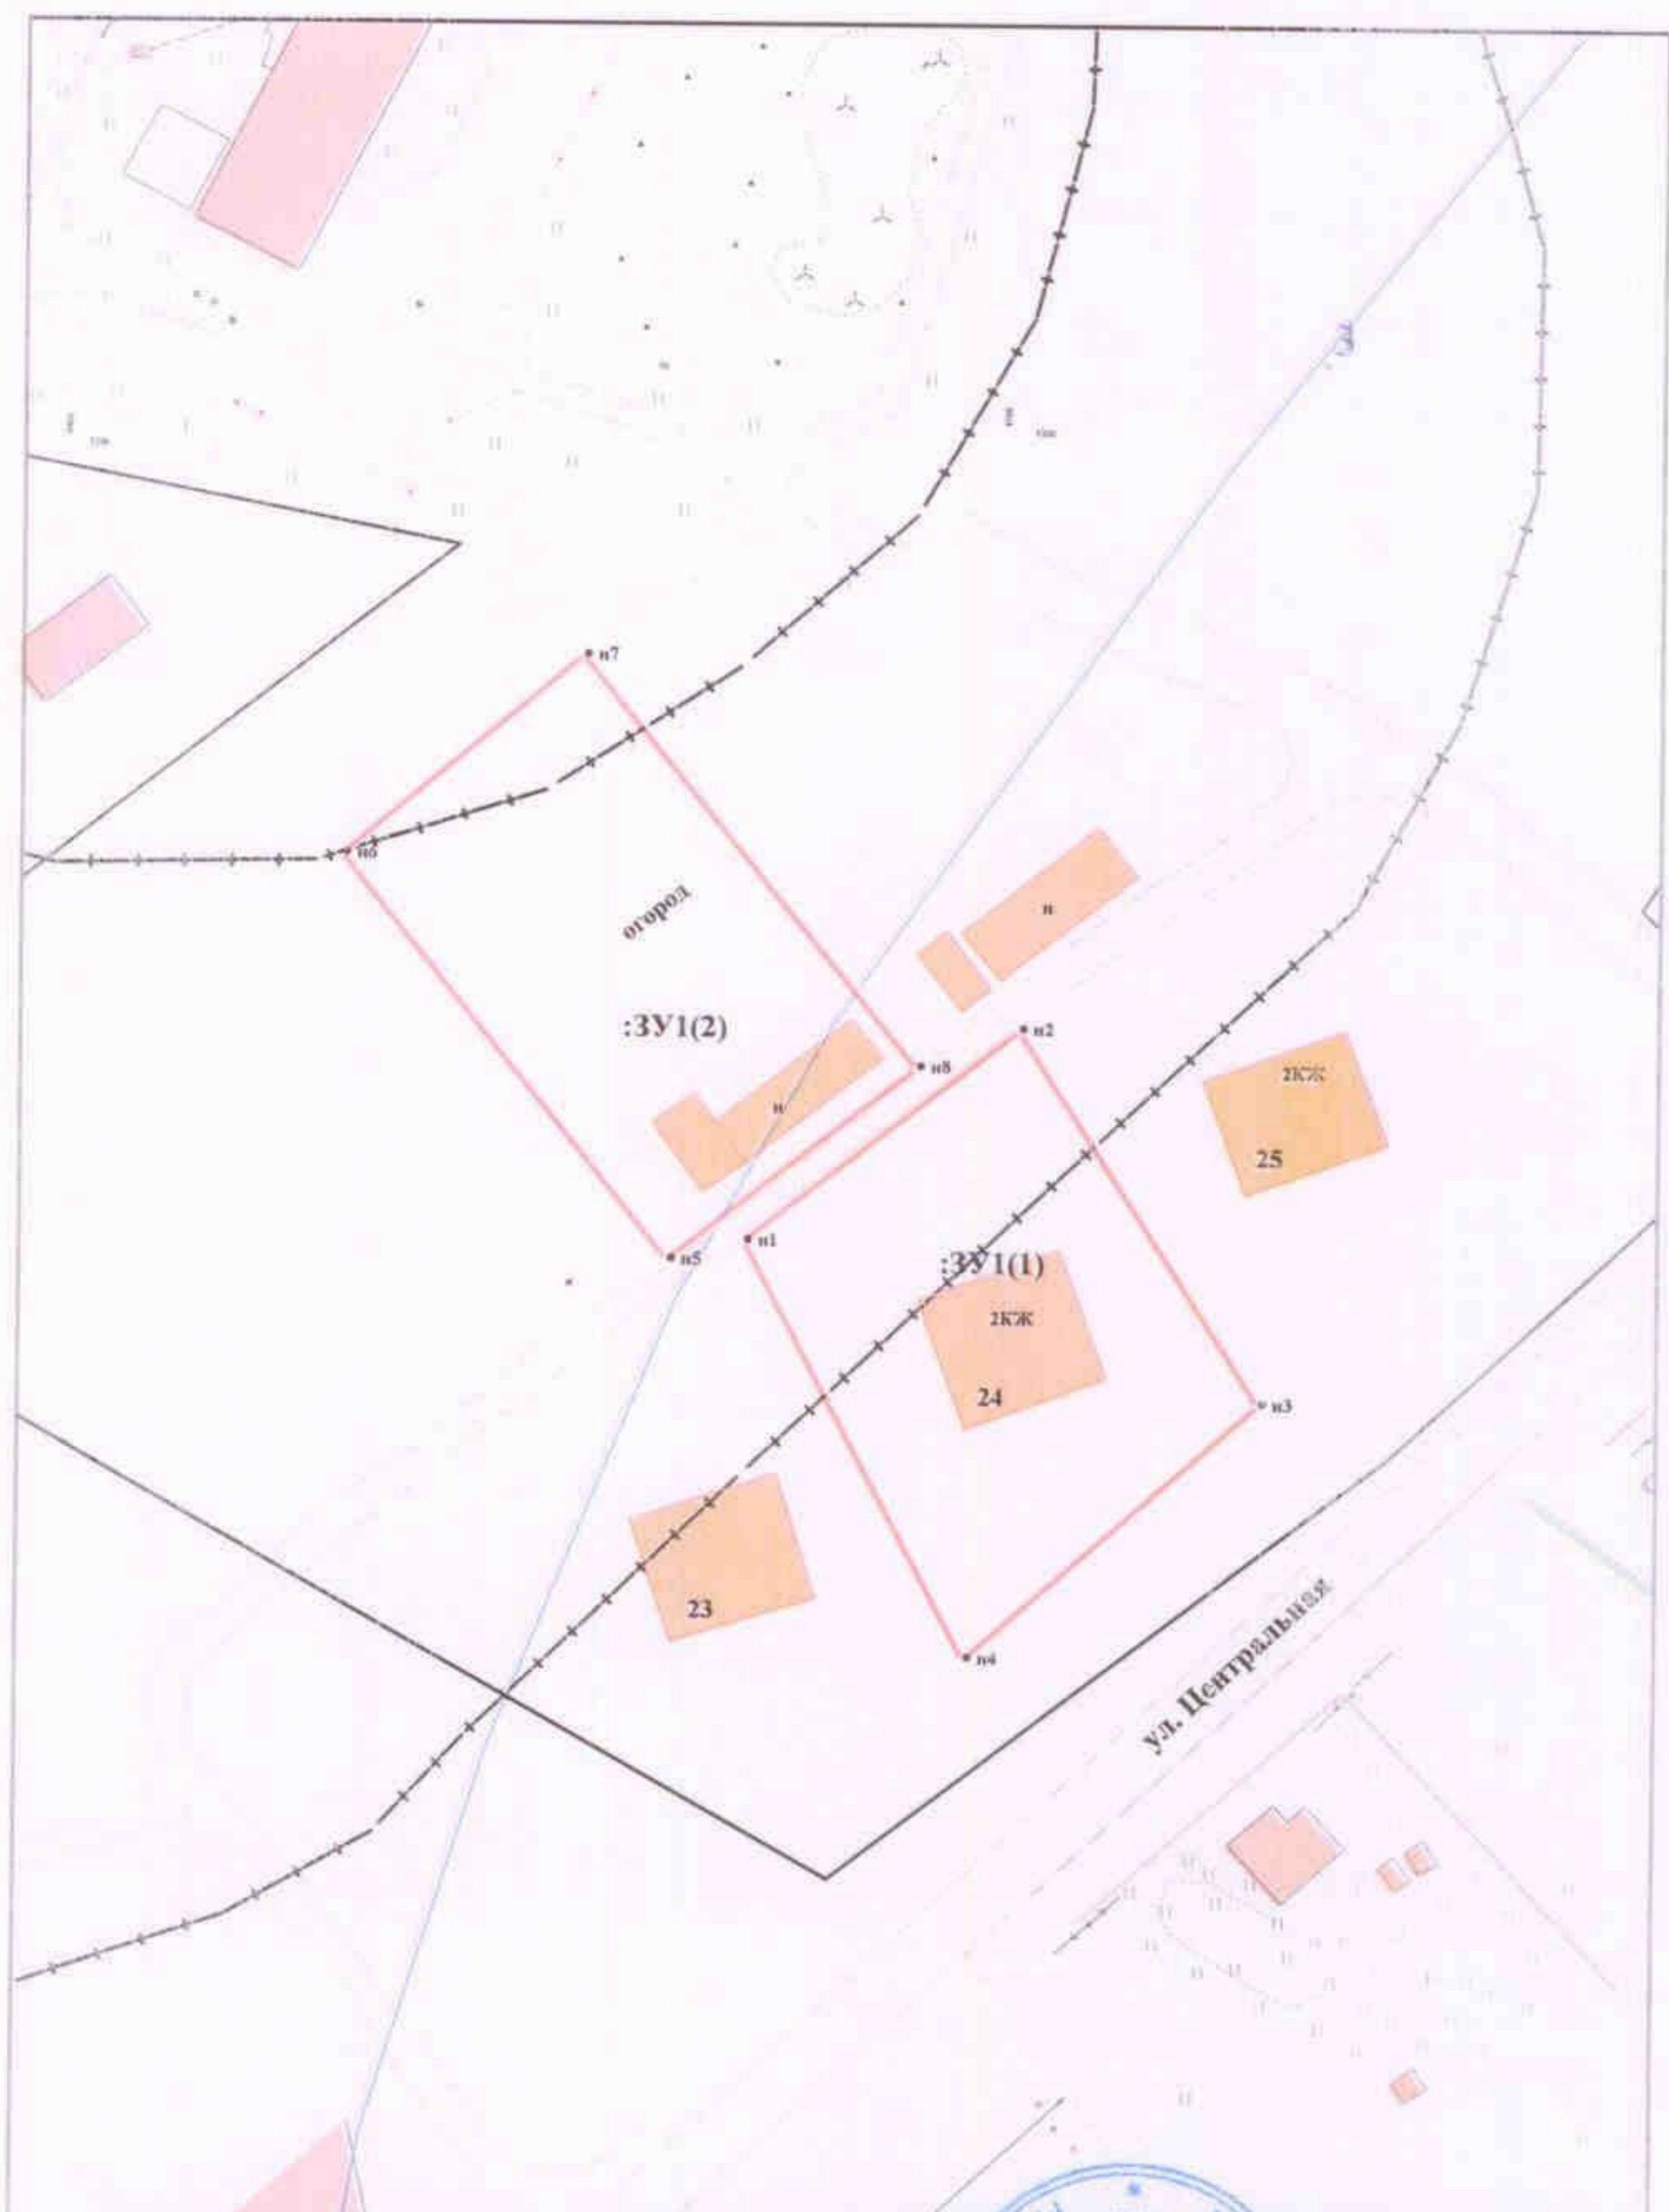 н7
н6
огород
:ЗУ1(2)
н
н
н2
н8
2КЖ
25
н1
н5
:ЗУ1(1)
2КЖ
24
н3
23
н4
ул. Центральная